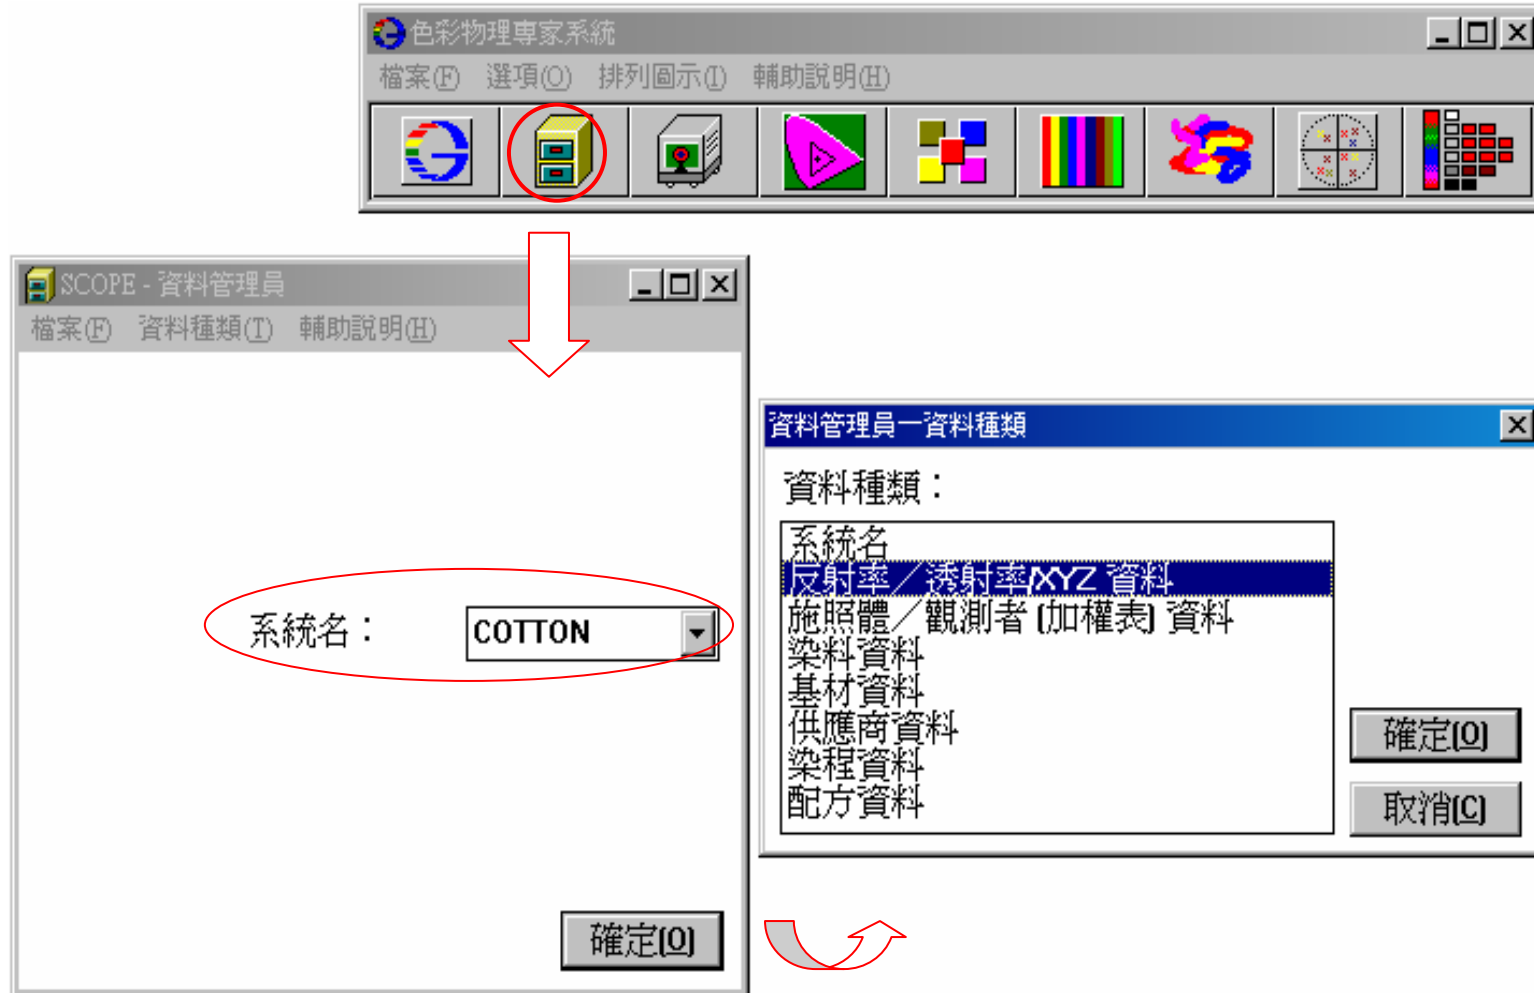 色彩物理專家系統
檔案(F) 選項(O) 排列圖示(I) 輔助說明(H)
SCOPE - 資料管理員
檔案(F) 資料種類(T) 輔助說明(H)
系統名：
COTTON
確定(O)
資料管理員—資料種類
資料種類：
系統名
反射率／透射率/XYZ 資料
施照體／觀測者 (加權表) 資料
染料資料
基材資料
供應商資料
染程資料
配方資料
確定(O)
取消(C)